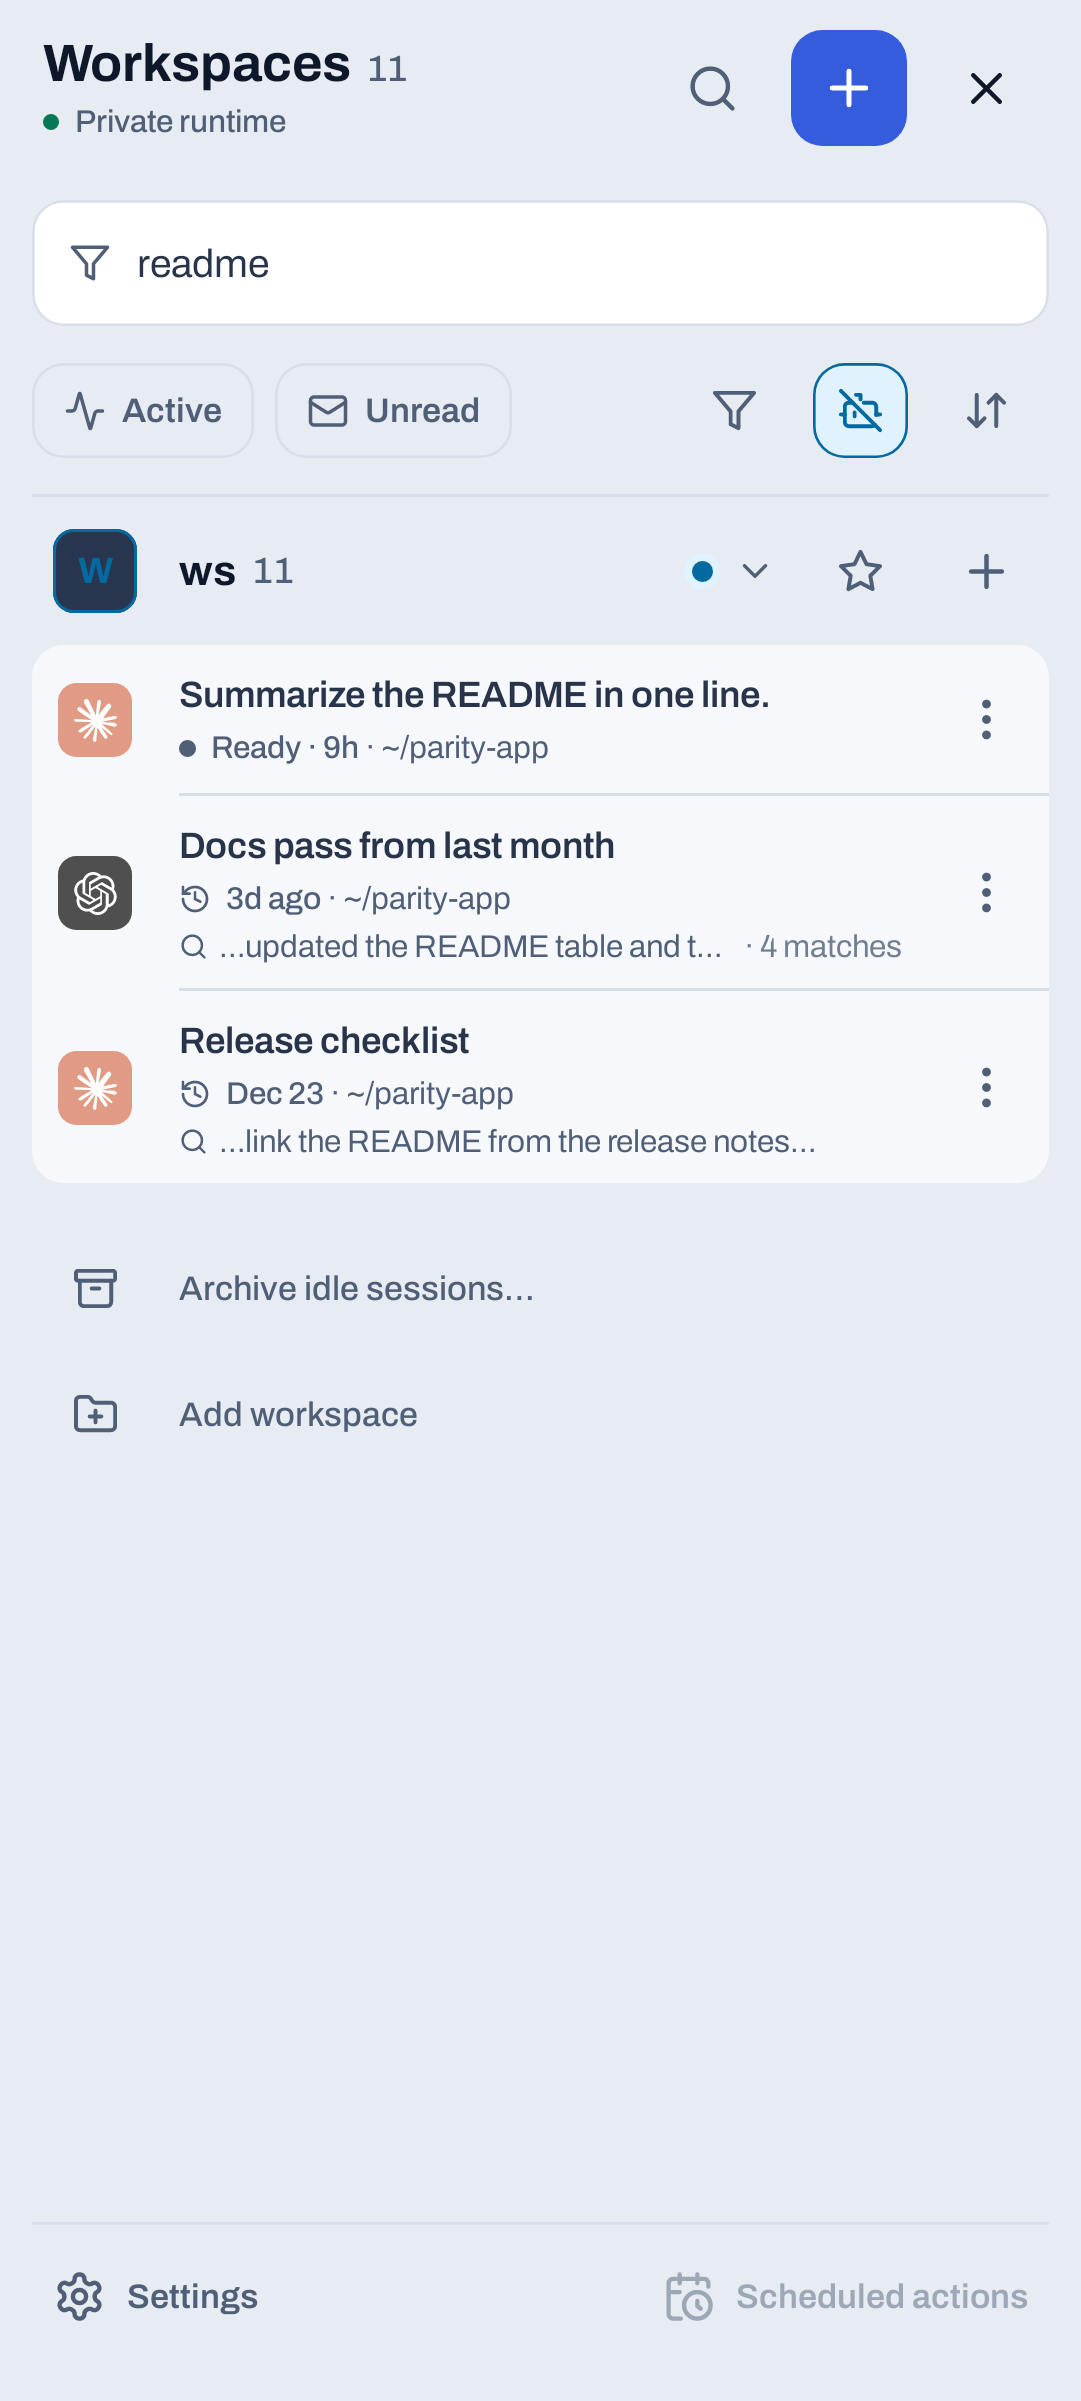 Workspaces 11
Private runtime
readme
Active
Unread
W
ws 11
Summarize the README in one line.
Ready · 9h · ~/parity-app
Docs pass from last month
3d ago · ~/parity-app
...updated the README table and t... · 4 matches
Release checklist
Dec 23 · ~/parity-app
...link the README from the release notes...
Archive idle sessions...
Add workspace
Settings
Scheduled actions